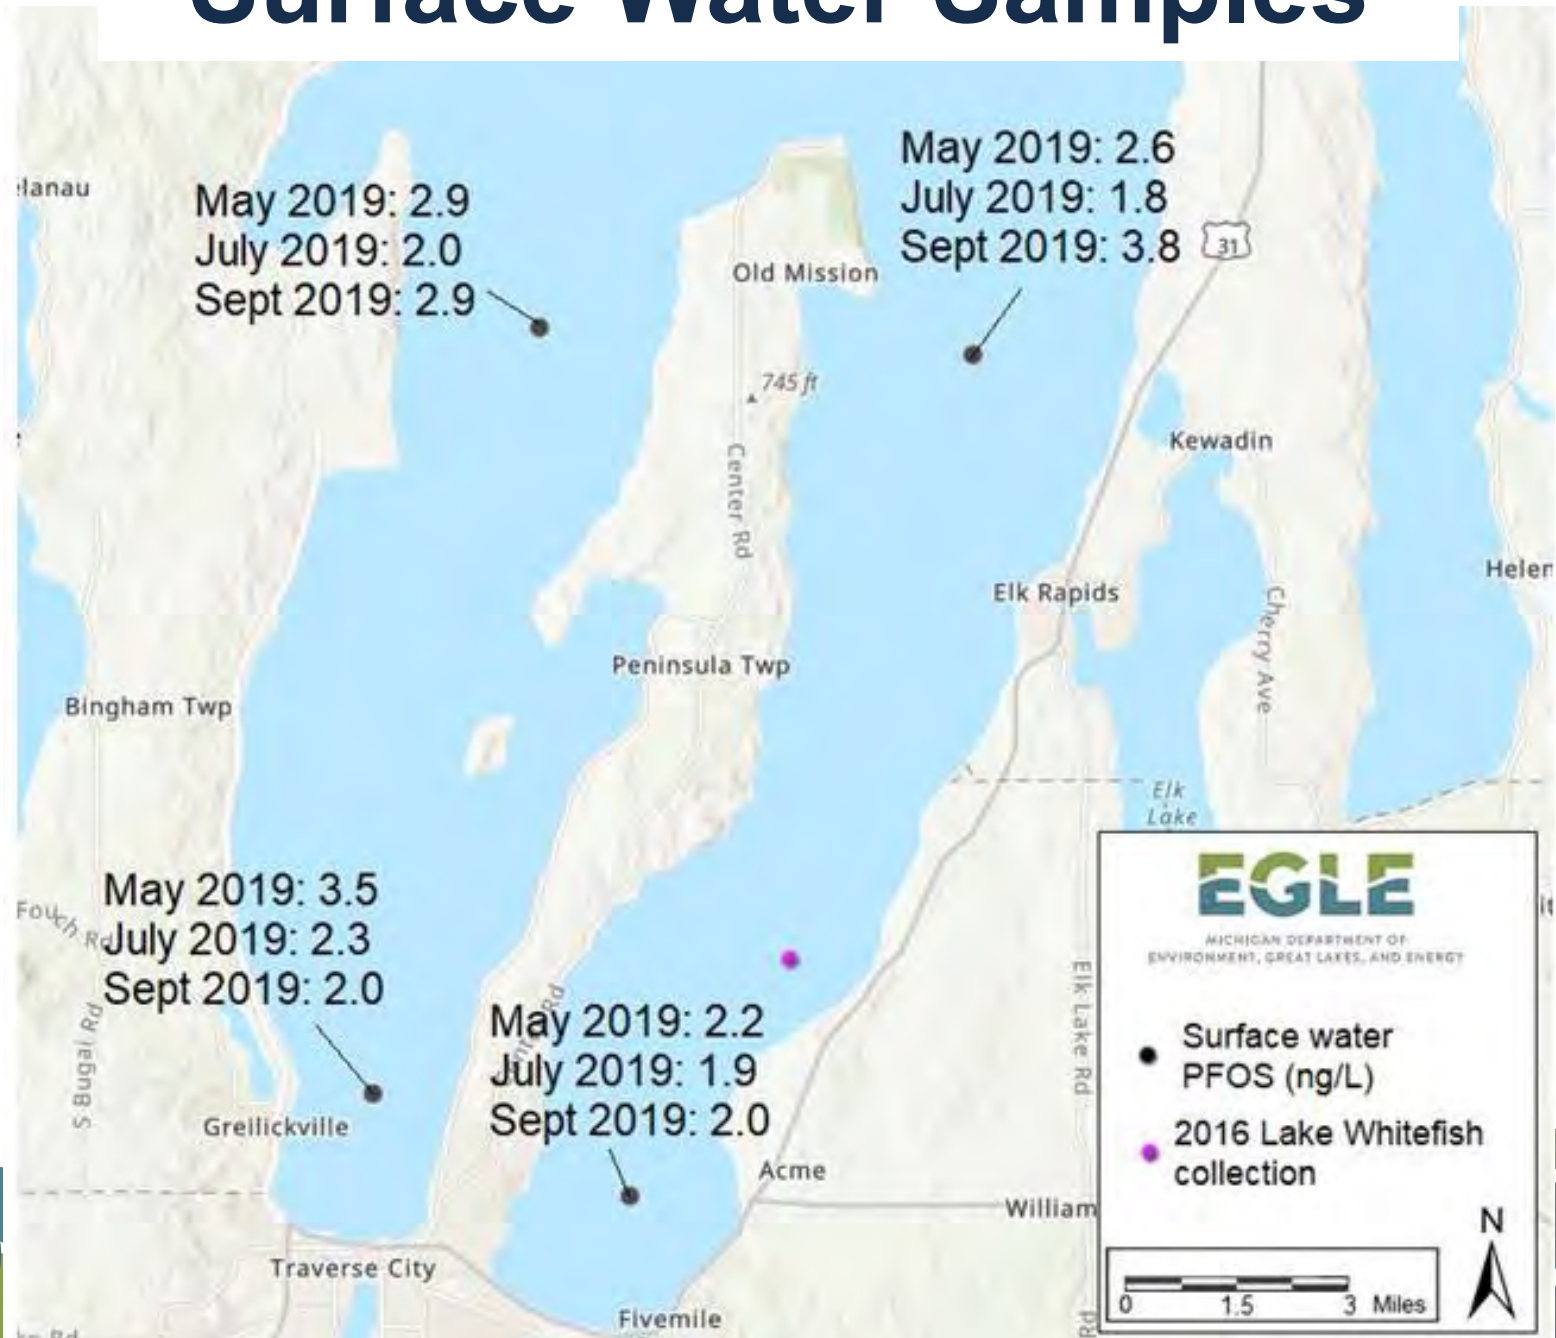 Surface Water Samples
May 2019: 2.6
July 2019: 1.8
Sept 2019: 3.8
31
May 2019: 2.9
July 2019: 2.0
Sept 2019: 2.9
Old Mission
745 ft
Center Rd
Kewadin
Elk Rapids
Cherry Ave
Peninsula Twp
Bingham Twp
Elk
Lake
May 2019: 3.5
July 2019: 2.3
Sept 2019: 2.0
S Bugai Rd
Greilickville
May 2019: 2.2
July 2019: 1.9
Sept 2019: 2.0
Elk Lake Rd
Acme
William
Traverse City
Fivemile
EGLE
MICHIGAN DEPARTMENT OF
ENVIRONMENT, GREAT LAKES, AND ENERGY
Surface water
PFOS (ng/L)
2016 Lake Whitefish
collection
N
0 1.5 3 Miles